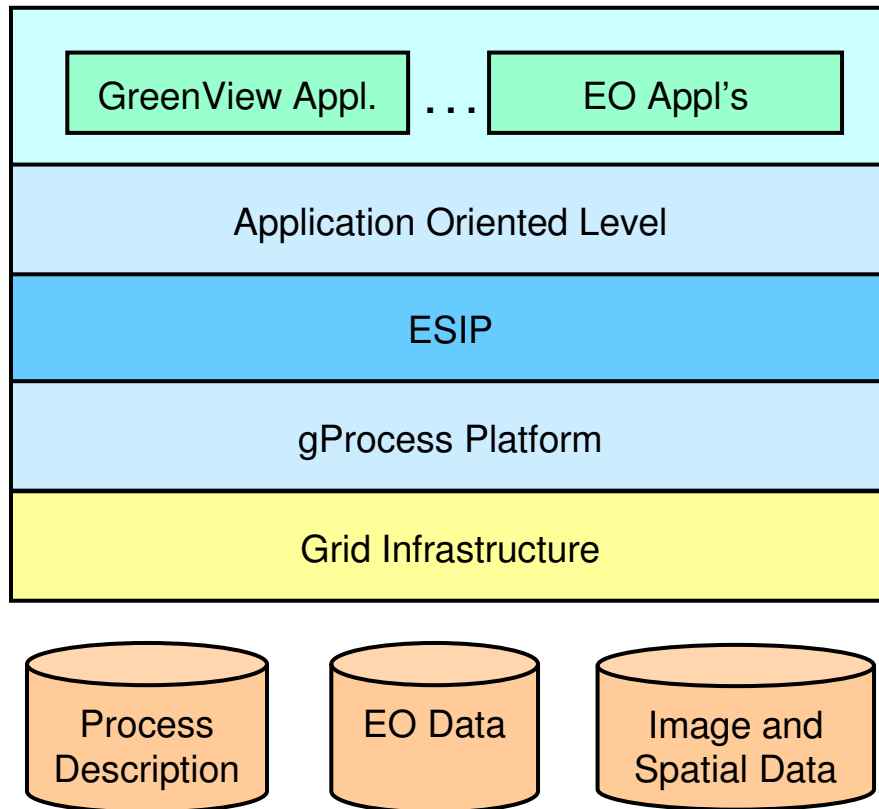 GreenView Appl. ... EO Appl's
Application Oriented Level
ESIP
gProcess Platform
Grid Infrastructure
Process
Description
EO Data
Image and
Spatial Data